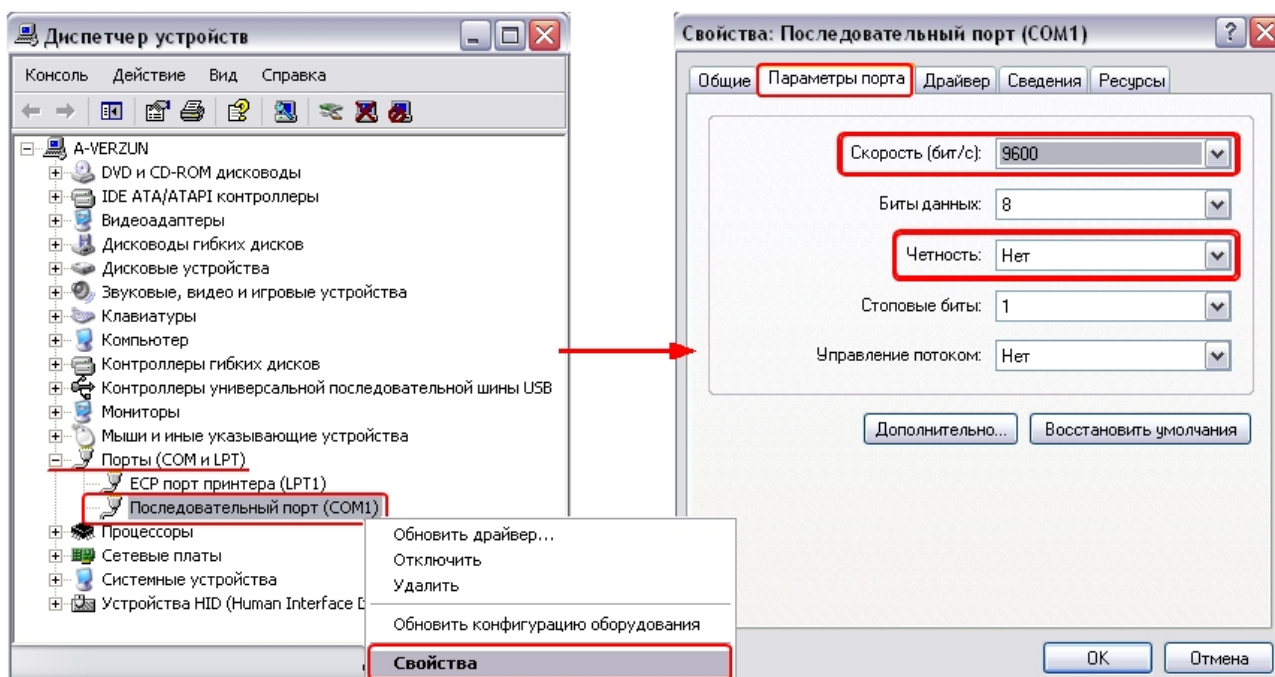 Диспетчер устройств
Консоль Действие Вид Справка
A-VERZUN
DVD и CD-ROM дисководы
IDE ATA/ATAPI контроллеры
Видеоадаптеры
Дисководы гибких дисков
Дисковые устройства
Звуковые, видео и игровые устройства
Клавиатуры
Компьютер
Контроллеры гибких дисков
Контроллеры универсальной последовательной шины USB
Мониторы
Мыши и иные указывающие устройства
Порты (COM и LPT)
ECP порт принтера (LPT1)
Последовательный порт (COM1)
Процессоры
Сетевые платы
Системные устройства
Устройства HID (Human Interface
Обновить драйвер...
Отключить
Удалить
Обновить конфигурацию оборудования
Свойства
Свойства: Последовательный порт (COM1)
Общие Параметры порта Драйвер Сведения Ресурсы
Скорость (бит/с): 9600
Биты данных: 8
Четность: Нет
Стоповые биты: 1
Управление потоком: Нет
Дополнительно... Восстановить умолчания
OK Отмена